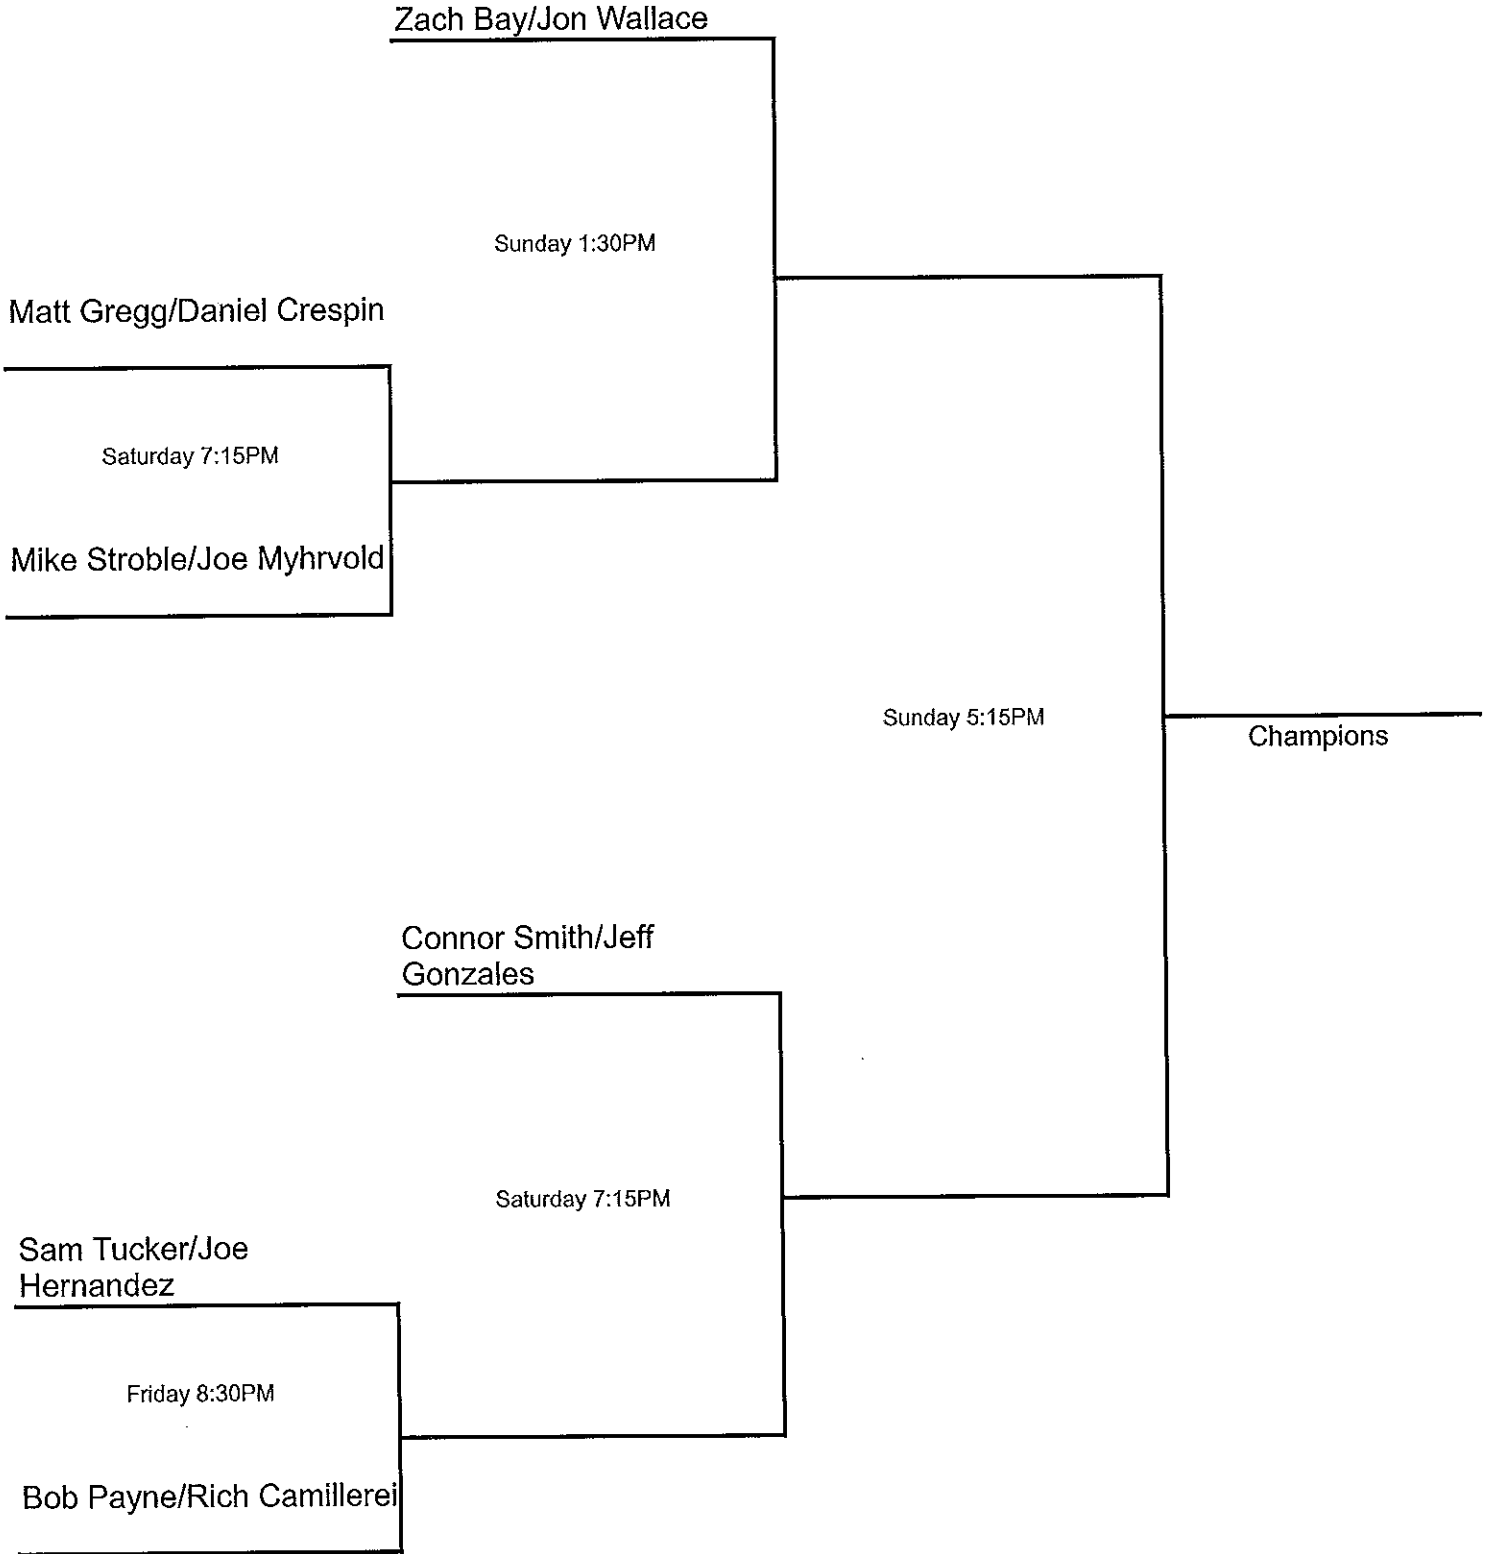 Zach Bay/Jon Wallace
Sunday 1:30PM
Matt Gregg/Daniel Crespin
Saturday 7:15PM
Mike Stroble/Joe Myhrvold
Sunday 5:15PM
Champions
Connor Smith/Jeff
Gonzales
Saturday 7:15PM
Sam Tucker/Joe
Hernandez
Friday 8:30PM
Bob Payne/Rich Camillerei